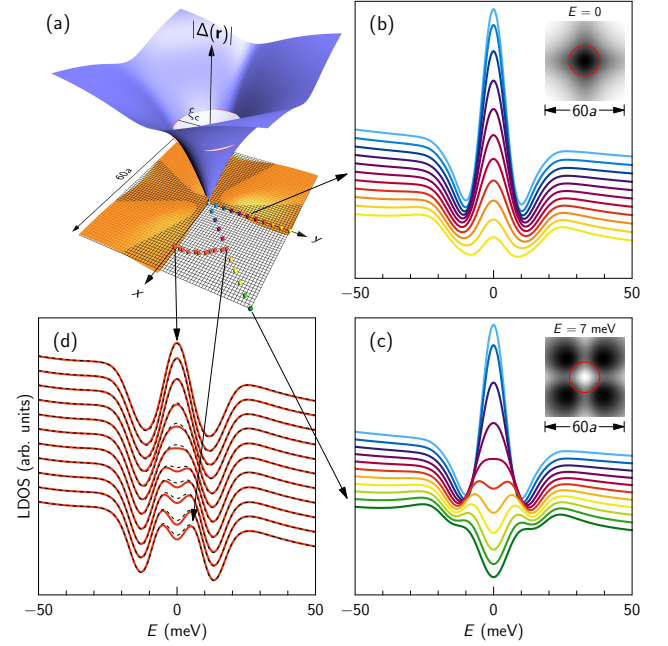 (a)
|Δ(r)|
ξc
60a
x
y
(b)
E = 0
60a
−50
0
50
(d)
LDOS (arb. units)
−50
0
50
E (meV)
(c)
E = 7 meV
60a
−50
0
50
E (meV)